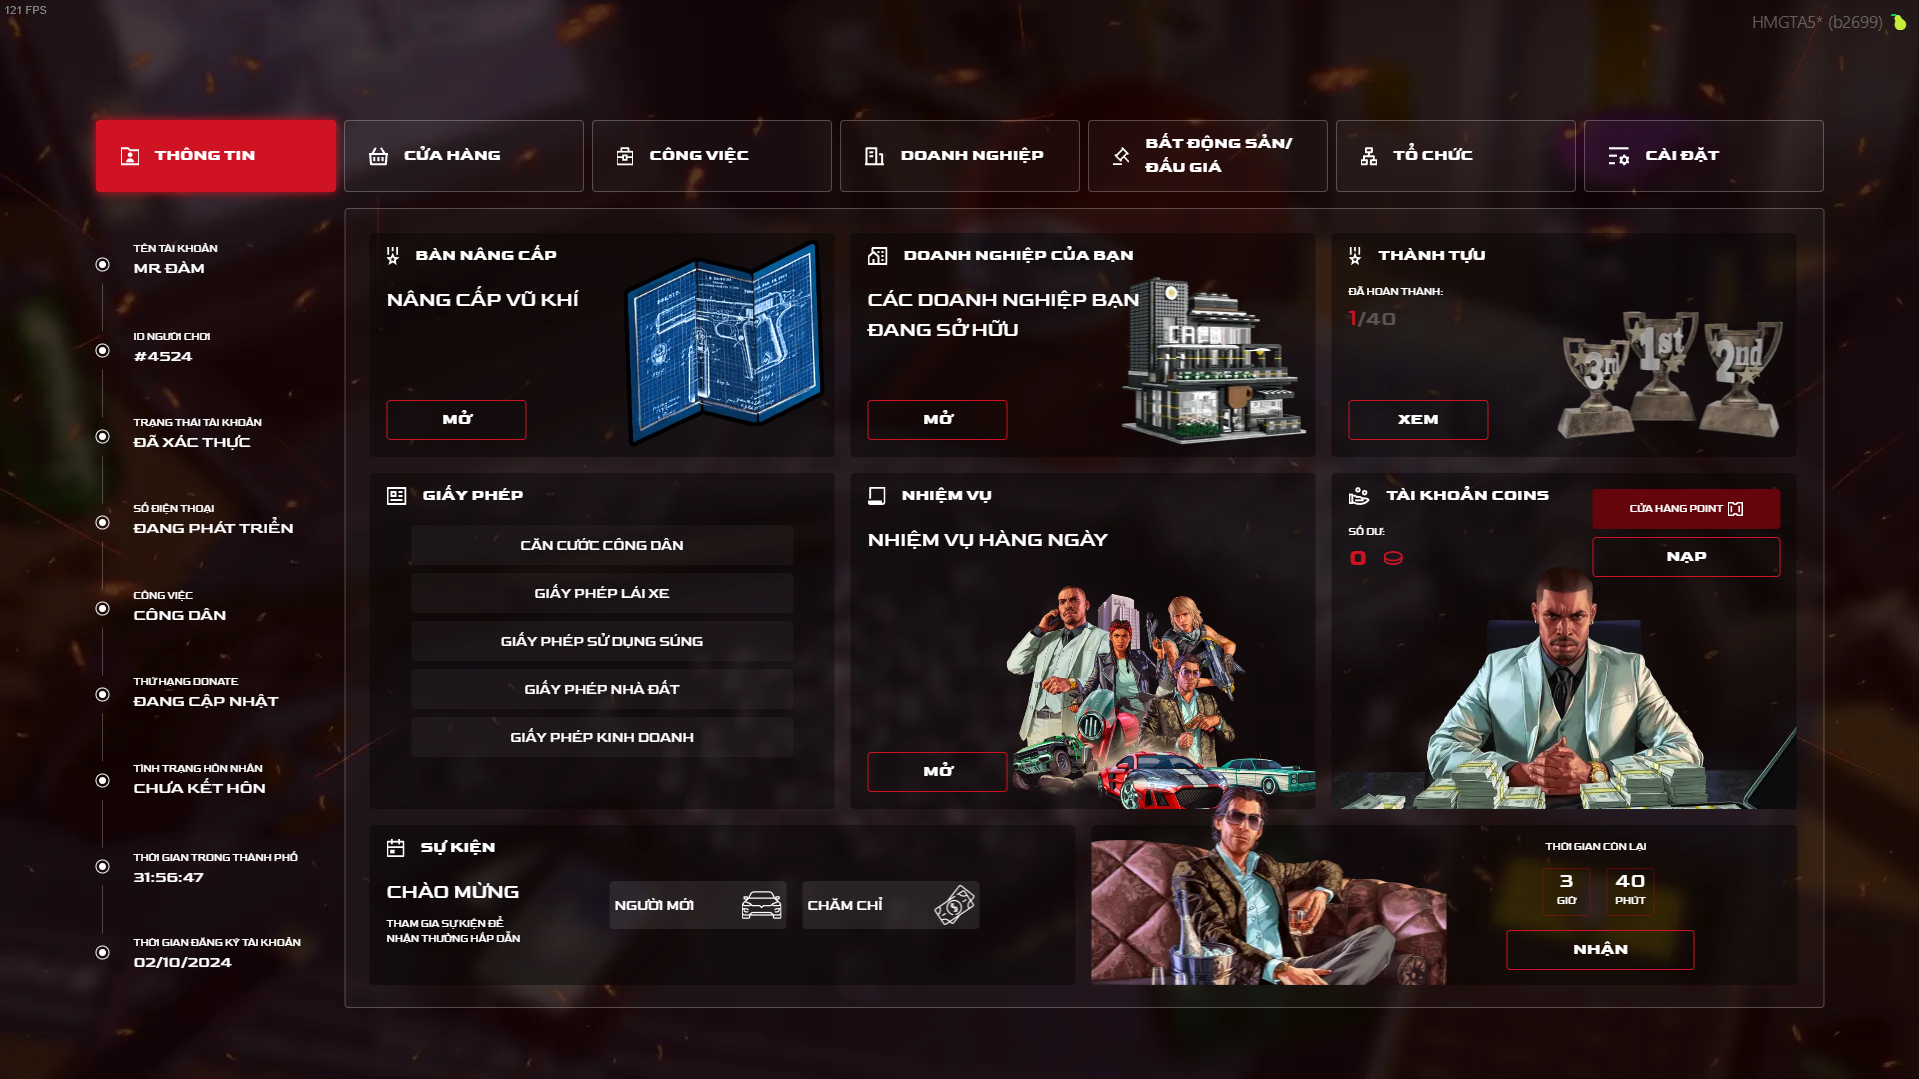 121 FPS
HMGTA5* (b2699)
THÔNG TIN
CỬA HÀNG
CÔNG VIỆC
DOANH NGHIỆP
BẤT ĐỘNG SẢN/
ĐẤU GIÁ
TỔ CHỨC
CÀI ĐẶT
TÊN TÀI KHOẢN
MR ĐÀM
ID NGƯỜI CHƠI
#4524
TRẠNG THÁI TÀI KHOẢN
ĐÃ XÁC THỰC
SỐ ĐIỆN THOẠI
ĐANG PHÁT TRIỂN
CÔNG VIỆC
CÔNG DÂN
THỨ HẠNG DONATE
ĐANG CẬP NHẬT
TÌNH TRẠNG HÔN NHÂN
CHƯA KẾT HÔN
THỜI GIAN TRONG THÀNH PHỐ
31:56:47
THỜI GIAN ĐĂNG KÝ TÀI KHOẢN
02/10/2024
BÀN NÂNG CẤP
NÂNG CẤP VŨ KHÍ
MỞ
DOANH NGHIỆP CỦA BẠN
CÁC DOANH NGHIỆP BẠN
ĐANG SỞ HỮU
MỞ
THÀNH TỰU
ĐÃ HOÀN THÀNH:
1/40
3rd
1st
2nd
XEM
GIẤY PHÉP
CĂN CƯỚC CÔNG DÂN
GIẤY PHÉP LÁI XE
GIẤY PHÉP SỬ DỤNG SÚNG
GIẤY PHÉP NHÀ ĐẤT
GIẤY PHÉP KINH DOANH
NHIỆM VỤ
NHIỆM VỤ HÀNG NGÀY
MỞ
TÀI KHOẢN COINS
SỐ DƯ:
0
CỬA HÀNG POINT
NẠP
SỰ KIỆN
CHÀO MỪNG
THAM GIA SỰ KIỆN ĐỂ
NHẬN THƯỞNG HẤP DẪN
NGƯỜI MỚI
CHĂM CHỈ
THỜI GIAN CÒN LẠI
3
GIỜ
40
PHÚT
NHẬN